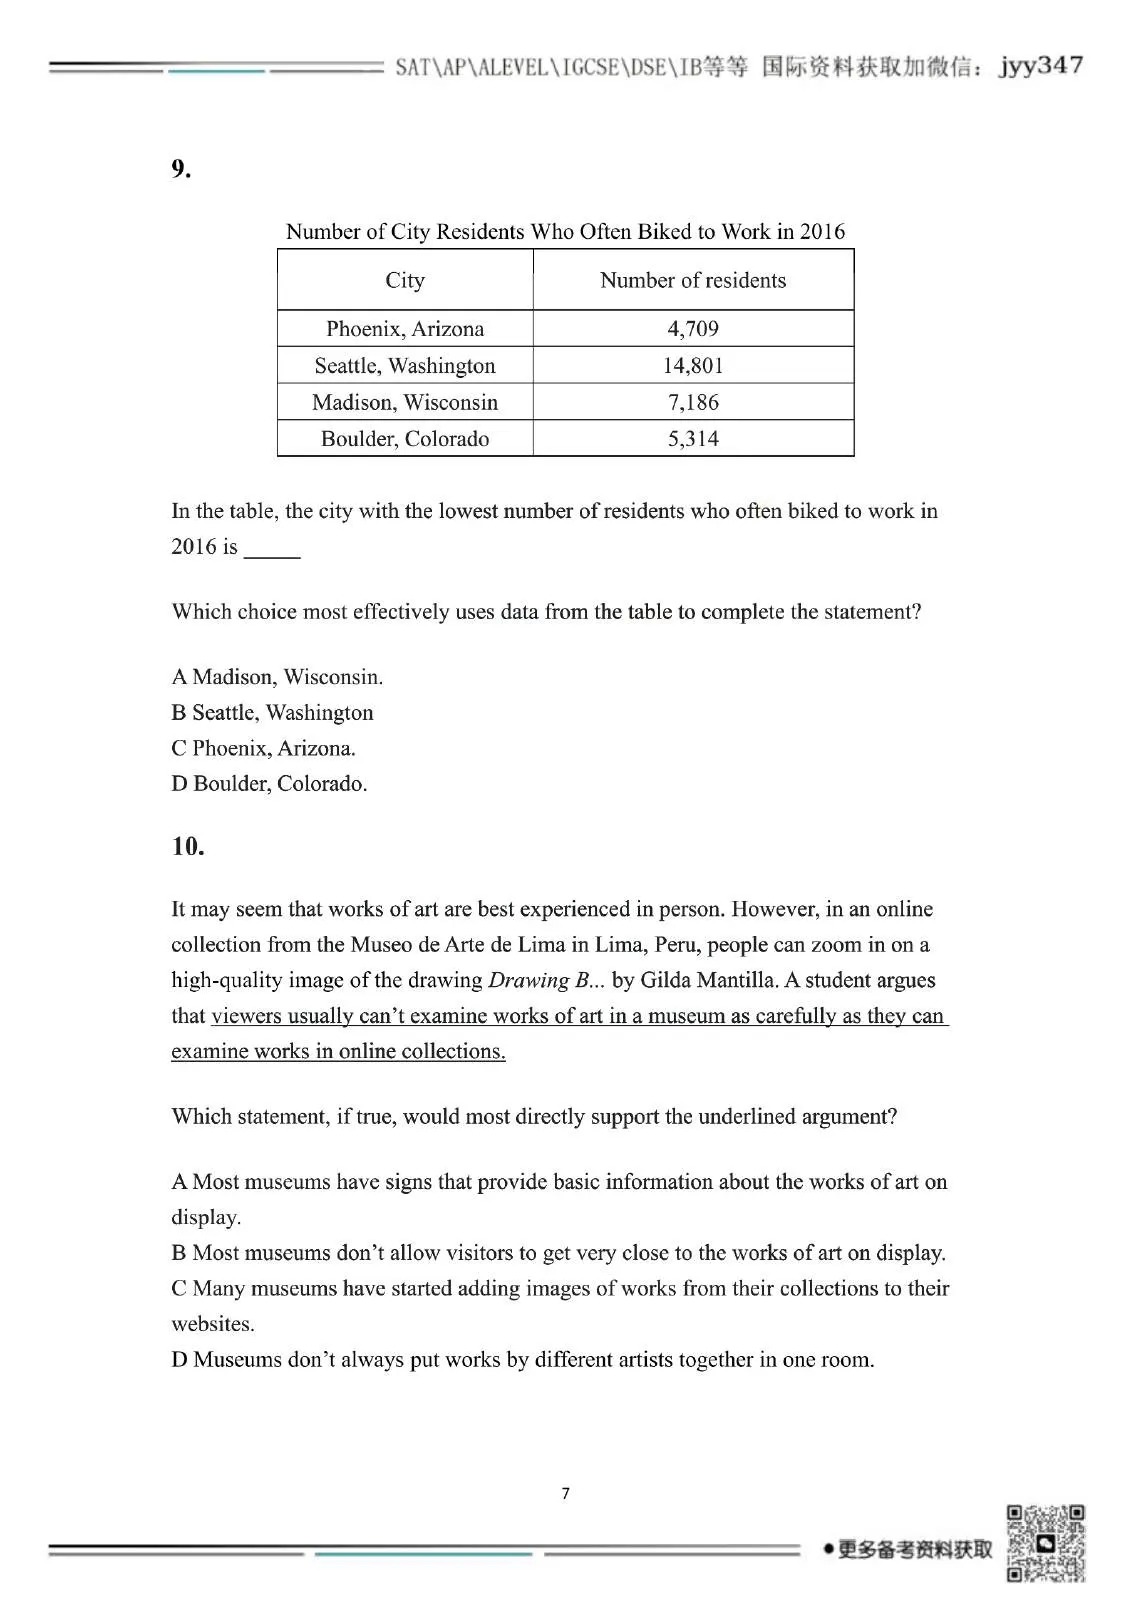 SAT\AP\ALEVEL\IGCSE\DSE\IB等等 国际资料获取加微信：jyy347
9.
Number of City Residents Who Often Biked to Work in 2016
City Number of residents
Phoenix, Arizona 4,709
Seattle, Washington 14,801
Madison, Wisconsin 7,186
Boulder, Colorado 5,314
In the table, the city with the lowest number of residents who often biked to work in
2016 is _____
Which choice most effectively uses data from the table to complete the statement?
A Madison, Wisconsin.
B Seattle, Washington
C Phoenix, Arizona.
D Boulder, Colorado.
10.
It may seem that works of art are best experienced in person. However, in an online
collection from the Museo de Arte de Lima in Lima, Peru, people can zoom in on a
high-quality image of the drawing Drawing B... by Gilda Mantilla. A student argues
that viewers usually can’t examine works of art in a museum as carefully as they can
examine works in online collections.
Which statement, if true, would most directly support the underlined argument?
A Most museums have signs that provide basic information about the works of art on
display.
B Most museums don’t allow visitors to get very close to the works of art on display.
C Many museums have started adding images of works from their collections to their
websites.
D Museums don’t always put works by different artists together in one room.
7
●更多备考资料获取